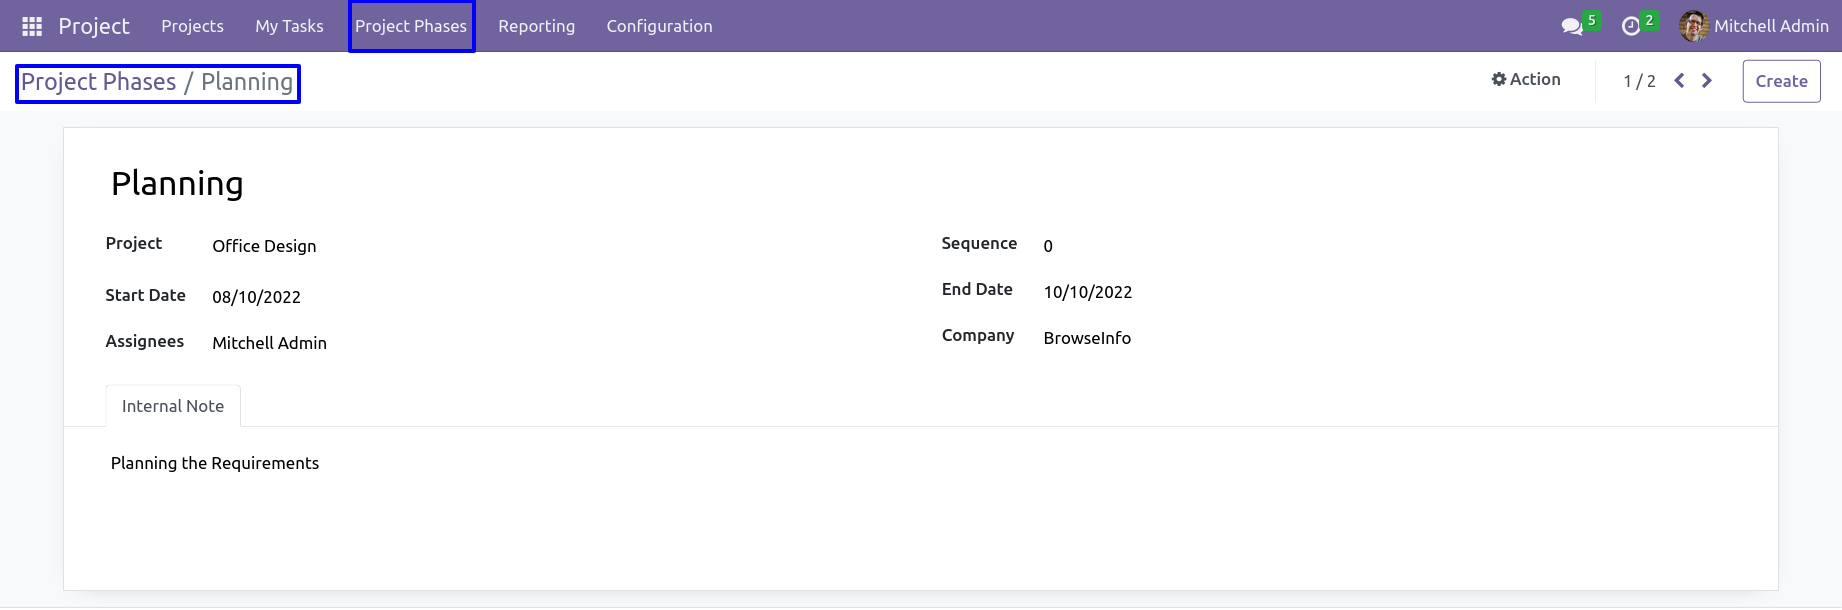 Project Projects My Tasks Project Phases Reporting Configuration 5 2 Mitchell Admin
Project Phases / Planning Action 1 / 2 Create
Planning
Project Office Design Sequence 0
Start Date 08/10/2022 End Date 10/10/2022
Assignees Mitchell Admin Company BrowseInfo
Internal Note
Planning the Requirements